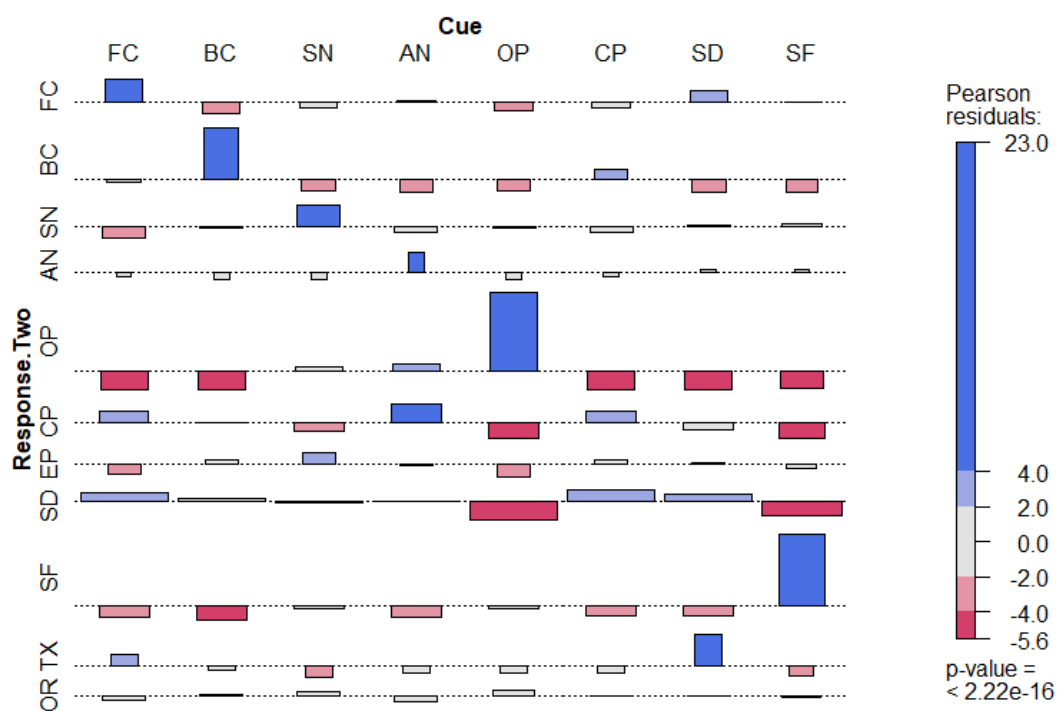 Cue
FC BC SN AN OP CP SD SF
Response.Two
FC
BC
SN
AN
OP
CP
EP
SD
SF
TX
OR
Pearson
residuals:
23.0
4.0
2.0
0.0
-2.0
-4.0
-5.6
p-value =
< 2.22e-16